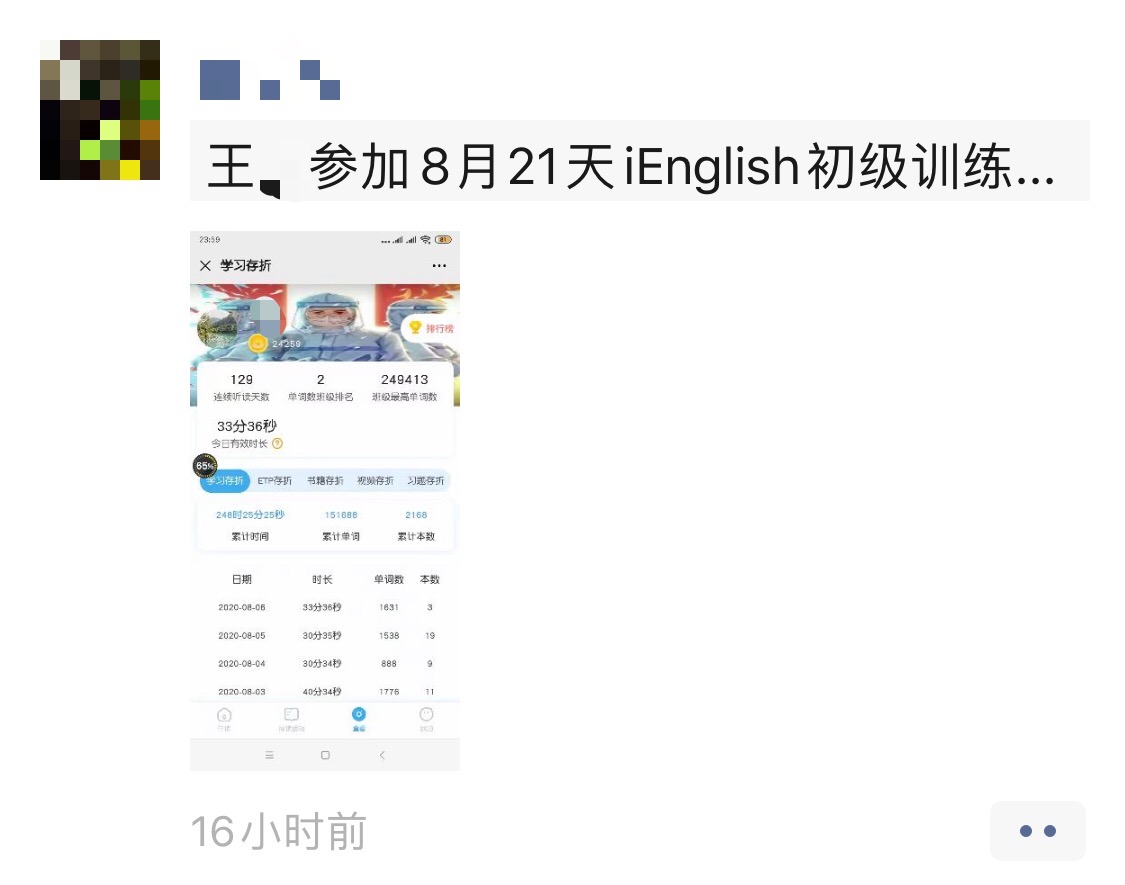 王 参加8月21天iEnglish初级训练...
23:59
81
学习存折
排行榜
24259
129 2 249413
连续听读天数 单词数班级排名 班级最高单词数
33分36秒
今日有效时长 ?
65%
学习存折 ETP存折 书籍存折 视频存折 习题存折
248时25分25秒 151688 2168
累计时间 累计单词 累计本数
日期 时长 单词数 本数
2020-08-06 33分36秒 1631 3
2020-08-05 30分35秒 1538 19
2020-08-04 30分34秒 888 9
2020-08-03 40分34秒 1776 11
16小时前